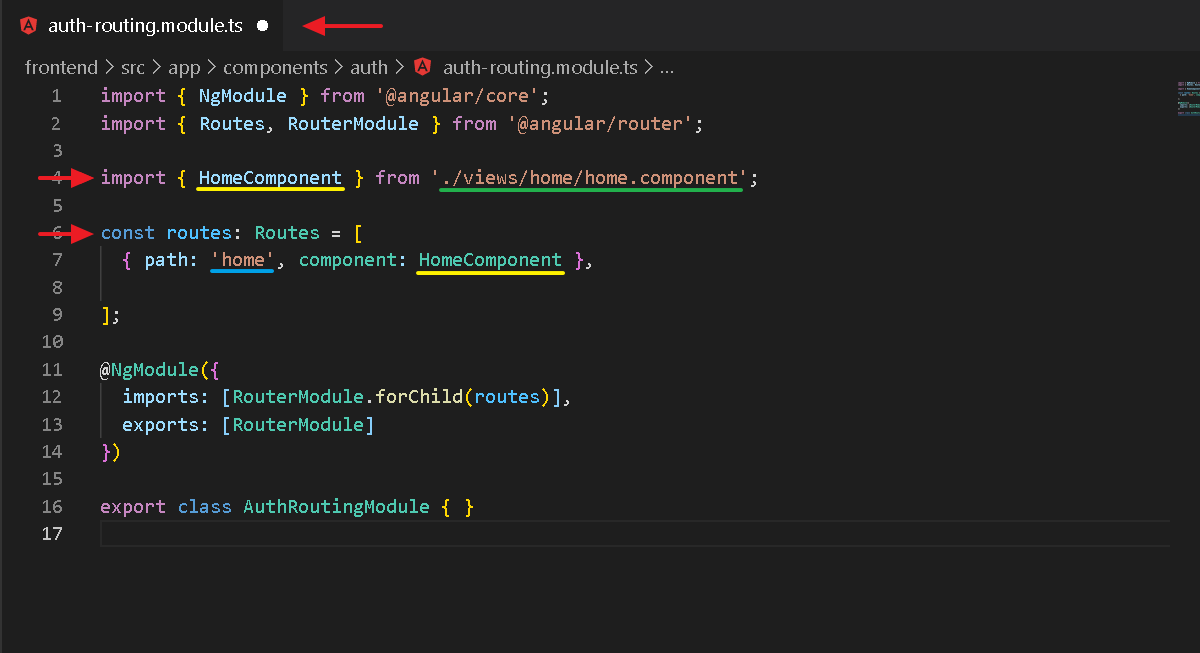 auth-routing.module.ts
frontend > src > app > components > auth > auth-routing.module.ts > ...
1 import { NgModule } from '@angular/core';
2 import { Routes, RouterModule } from '@angular/router';
3
4 import { HomeComponent } from './views/home/home.component';
5
6 const routes: Routes = [
7 { path: 'home', component: HomeComponent },
8
9 ];
10
11 @NgModule({
12 imports: [RouterModule.forChild(routes)],
13 exports: [RouterModule]
14 })
15
16 export class AuthRoutingModule { }
17